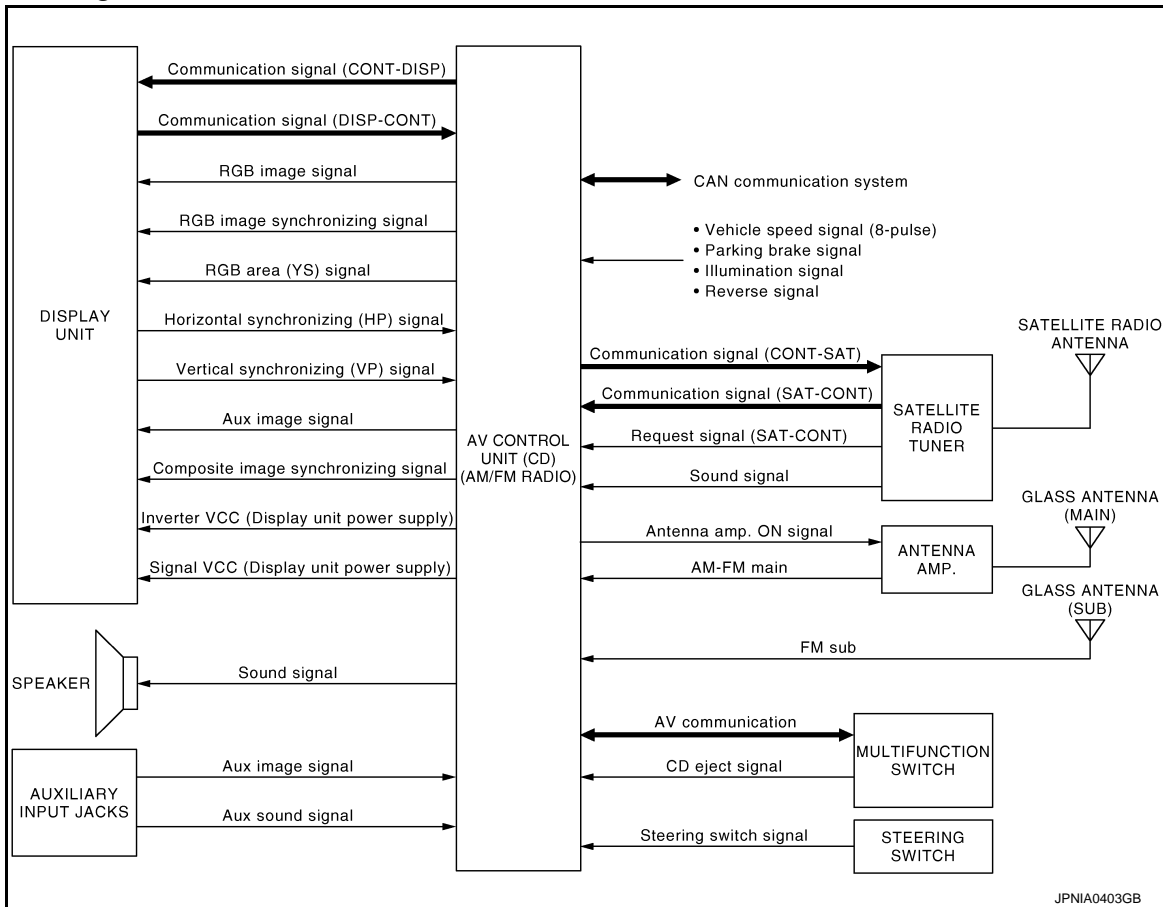 Communication signal (CONT-DISP)
Communication signal (DISP-CONT)
RGB image signal
RGB image synchronizing signal
RGB area (YS) signal
DISPLAY
UNIT
Horizontal synchronizing (HP) signal
Vertical synchronizing (VP) signal
Aux image signal
Composite image synchronizing signal
Inverter VCC (Display unit power supply)
Signal VCC (Display unit power supply)
SPEAKER
Sound signal
AUXILIARY
INPUT JACKS
Aux image signal
Aux sound signal
AV CONTROL
UNIT (CD)
(AM/FM RADIO)
CAN communication system
• Vehicle speed signal (8-pulse)
• Parking brake signal
• Illumination signal
• Reverse signal
SATELLITE RADIO
ANTENNA
Communication signal (CONT-SAT)
Communication signal (SAT-CONT)
Request signal (SAT-CONT)
Sound signal
SATELLITE
RADIO
TUNER
GLASS ANTENNA
(MAIN)
Antenna amp. ON signal
AM-FM main
ANTENNA
AMP.
GLASS ANTENNA
(SUB)
FM sub
AV communication
CD eject signal
MULTIFUNCTION
SWITCH
Steering switch signal
STEERING
SWITCH
JPNIA0403GB